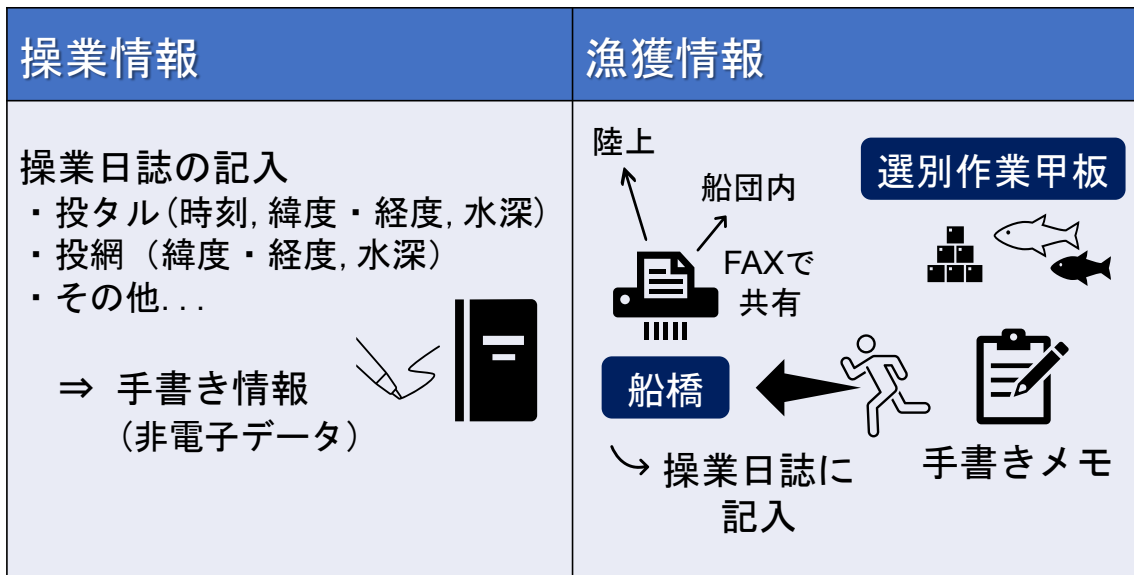 操業情報
操業日誌の記入
・投タル(時刻, 緯度・経度, 水深)
・投網（緯度・経度, 水深）
・その他...
⇒ 手書き情報
（非電子データ）
漁獲情報
陸上
船団内
FAXで
共有
選別作業甲板
船橋
手書きメモ
操業日誌に
記入